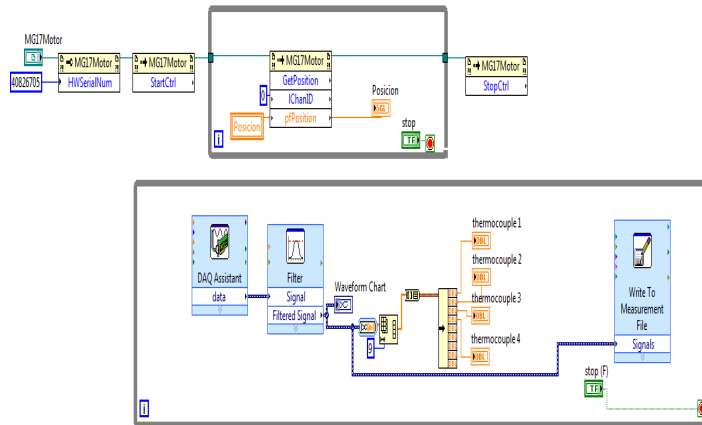 MG17Motor
MG17Motor
HWSerialNum
40826705
MG17Motor
StartCtrl
MG17Motor
GetPosition
lChanID
pfPosition
0
Posicion
Posicion
SGL
stop
TF
i
MG17Motor
StopCtrl
DAQ Assistant
data
Filter
Signal
Filtered Signal
Waveform Chart
9
thermocouple 1
DBL
thermocouple 2
DBL
thermocouple 3
DBL
thermocouple 4
DBL
Write To
Measurement
File
Signals
stop (F)
TF
i